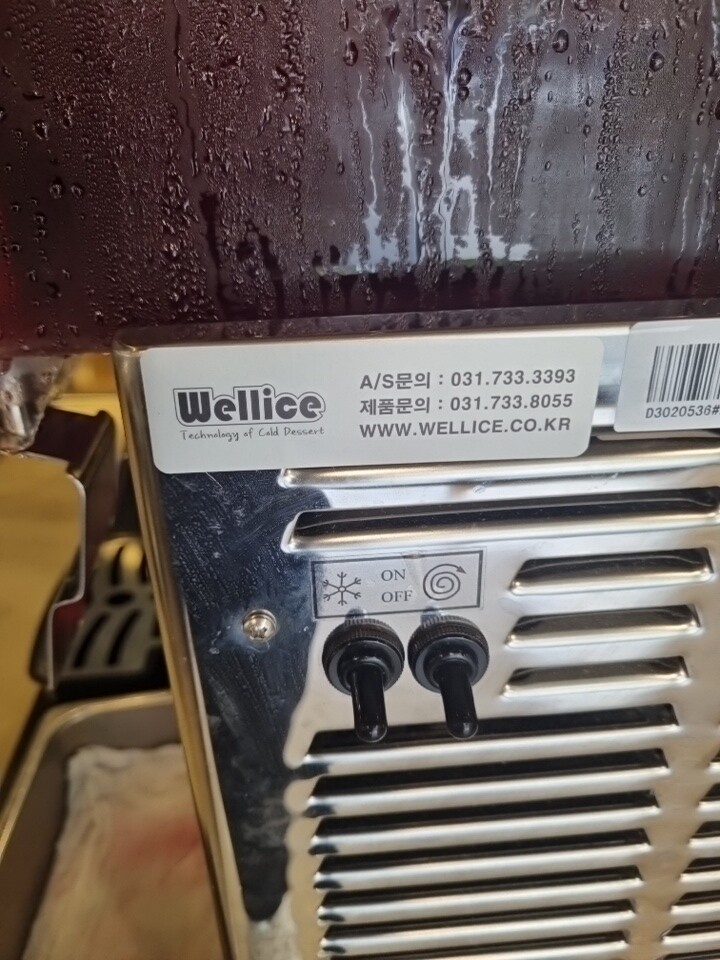 Wellice
Technology of Cold Dessert
A/S문의 : 031.733.3393
제품문의 : 031.733.8055
WWW.WELLICE.CO.KR
D3020536
ON
OFF